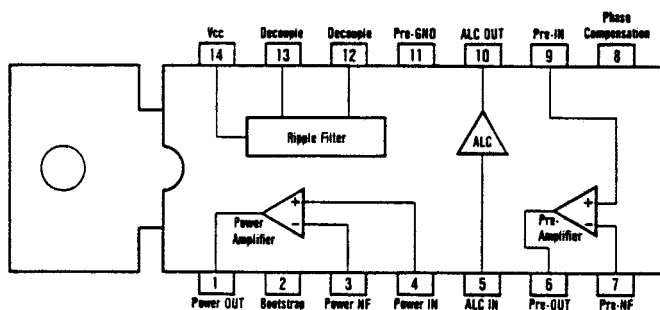 Vcc
Decouple
Decouple
Pre-GND
ALC OUT
Pre-IN
Phase
Compensation
14
13
12
11
10
9
8
Ripple Filter
ALC
+
−
Power
Amplifier
+
−
Pre-
Amplifier
1
2
3
4
5
6
7
Power OUT
Bootstrap
Power NF
Power IN
ALC IN
Pre-OUT
Pre-NF